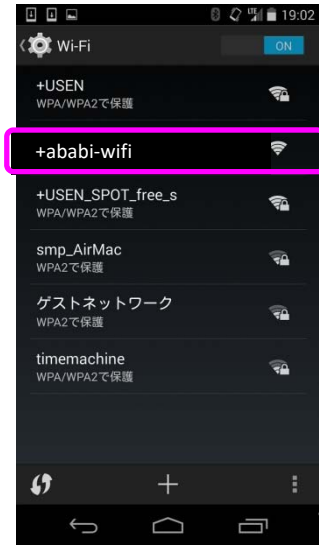 19:02
Wi-Fi
ON
+USEN
WPA/WPA2で保護
+ababi-wifi
+USEN_SPOT_free_s
WPA/WPA2で保護
smp_AirMac
WPA2で保護
ゲストネットワーク
WPA2で保護
timemachine
WPA/WPA2で保護